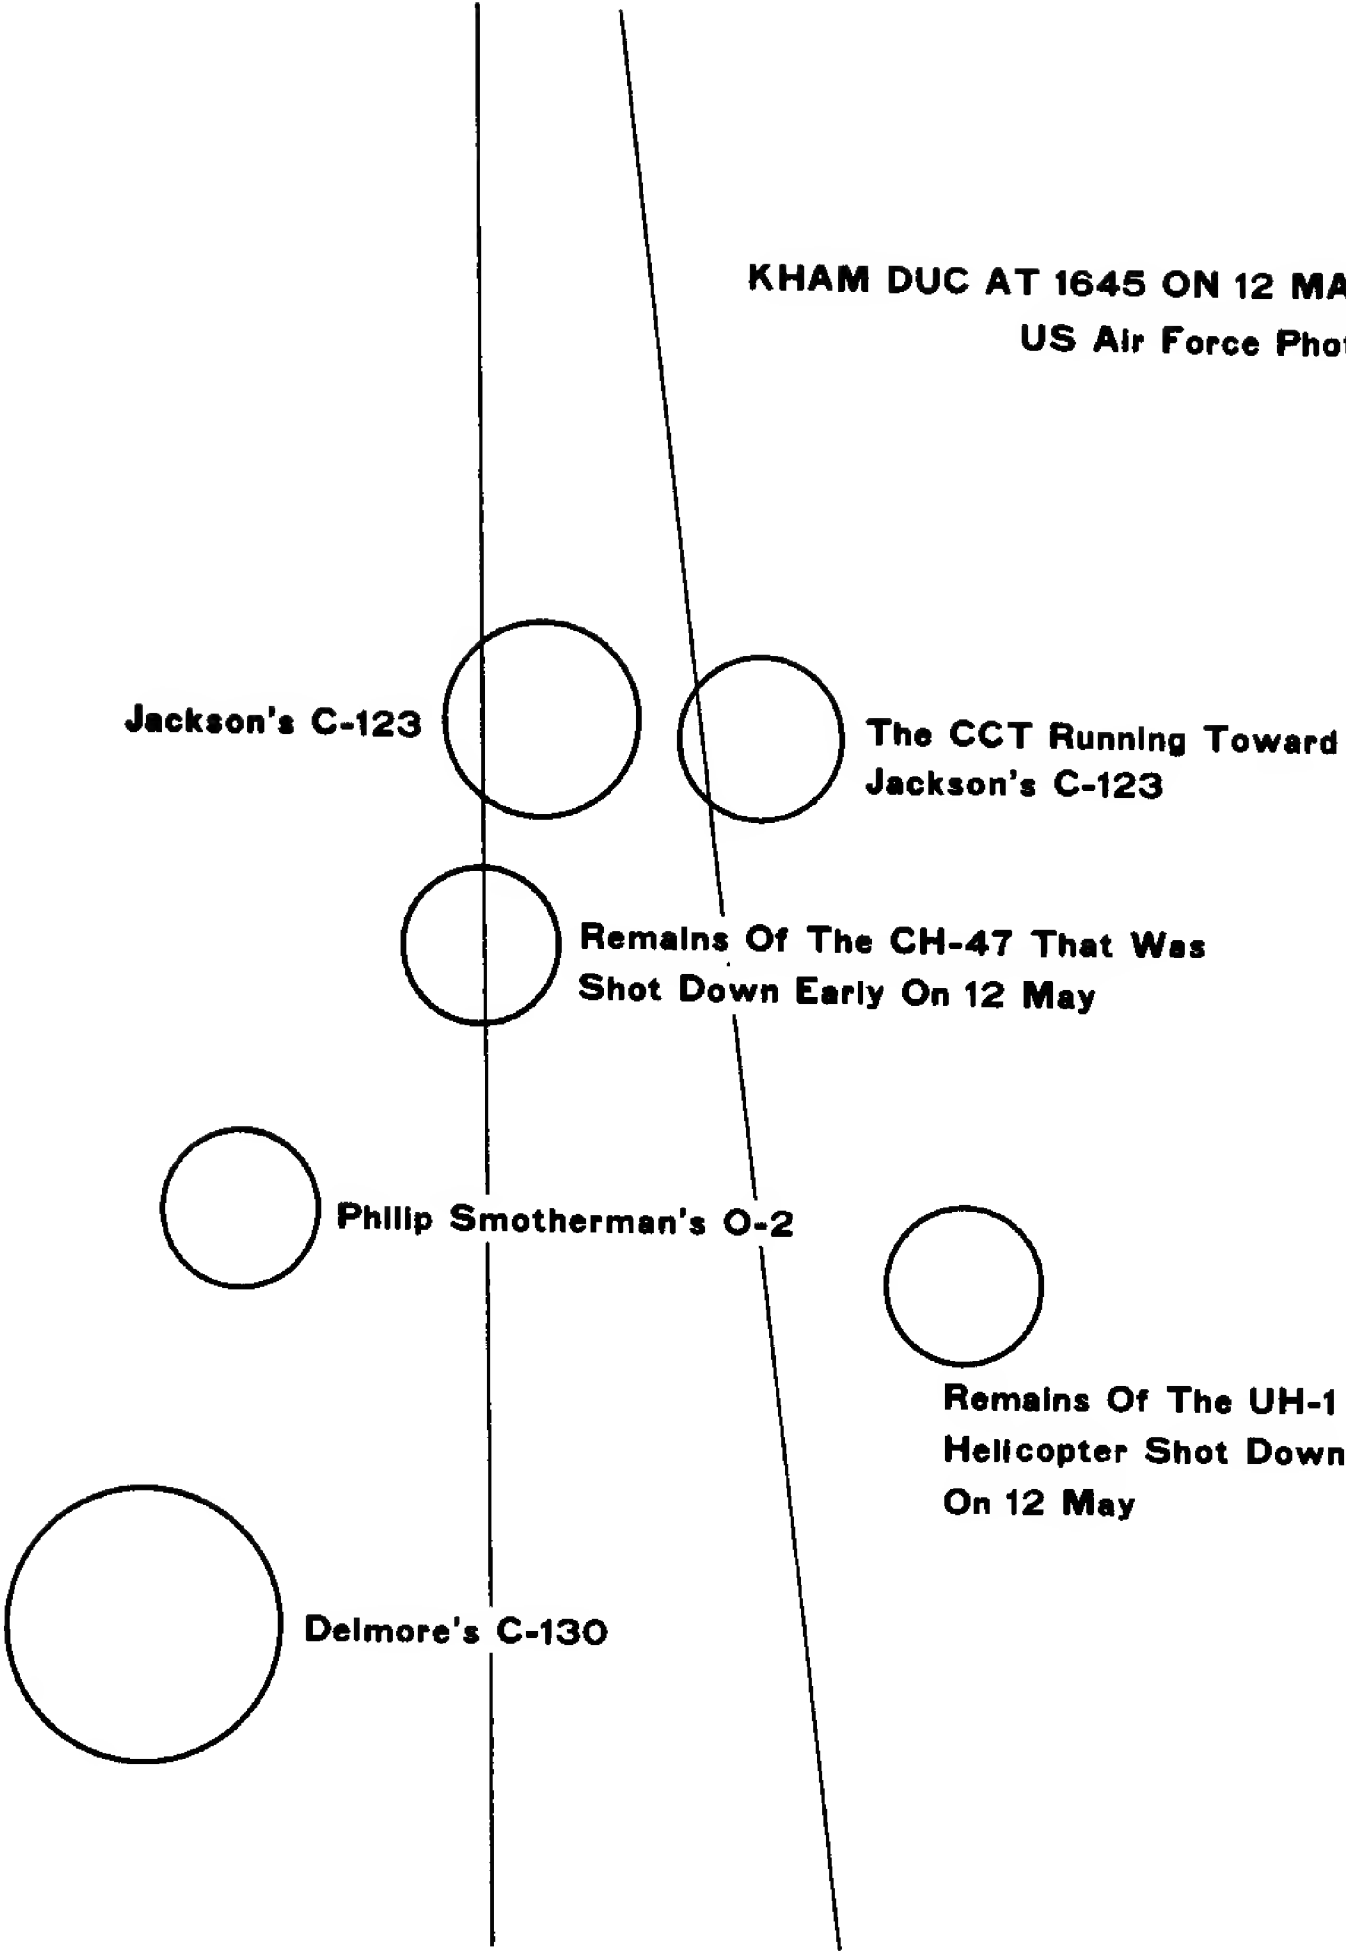 KHAM DUC AT 1645 ON 12 MA
US Air Force Phot
Jackson's C-123
The CCT Running Toward
Jackson's C-123
Remains Of The CH-47 That Was
Shot Down Early On 12 May
Philip Smotherman's O-2
Remains Of The UH-1
Helicopter Shot Down
On 12 May
Delmore's C-130